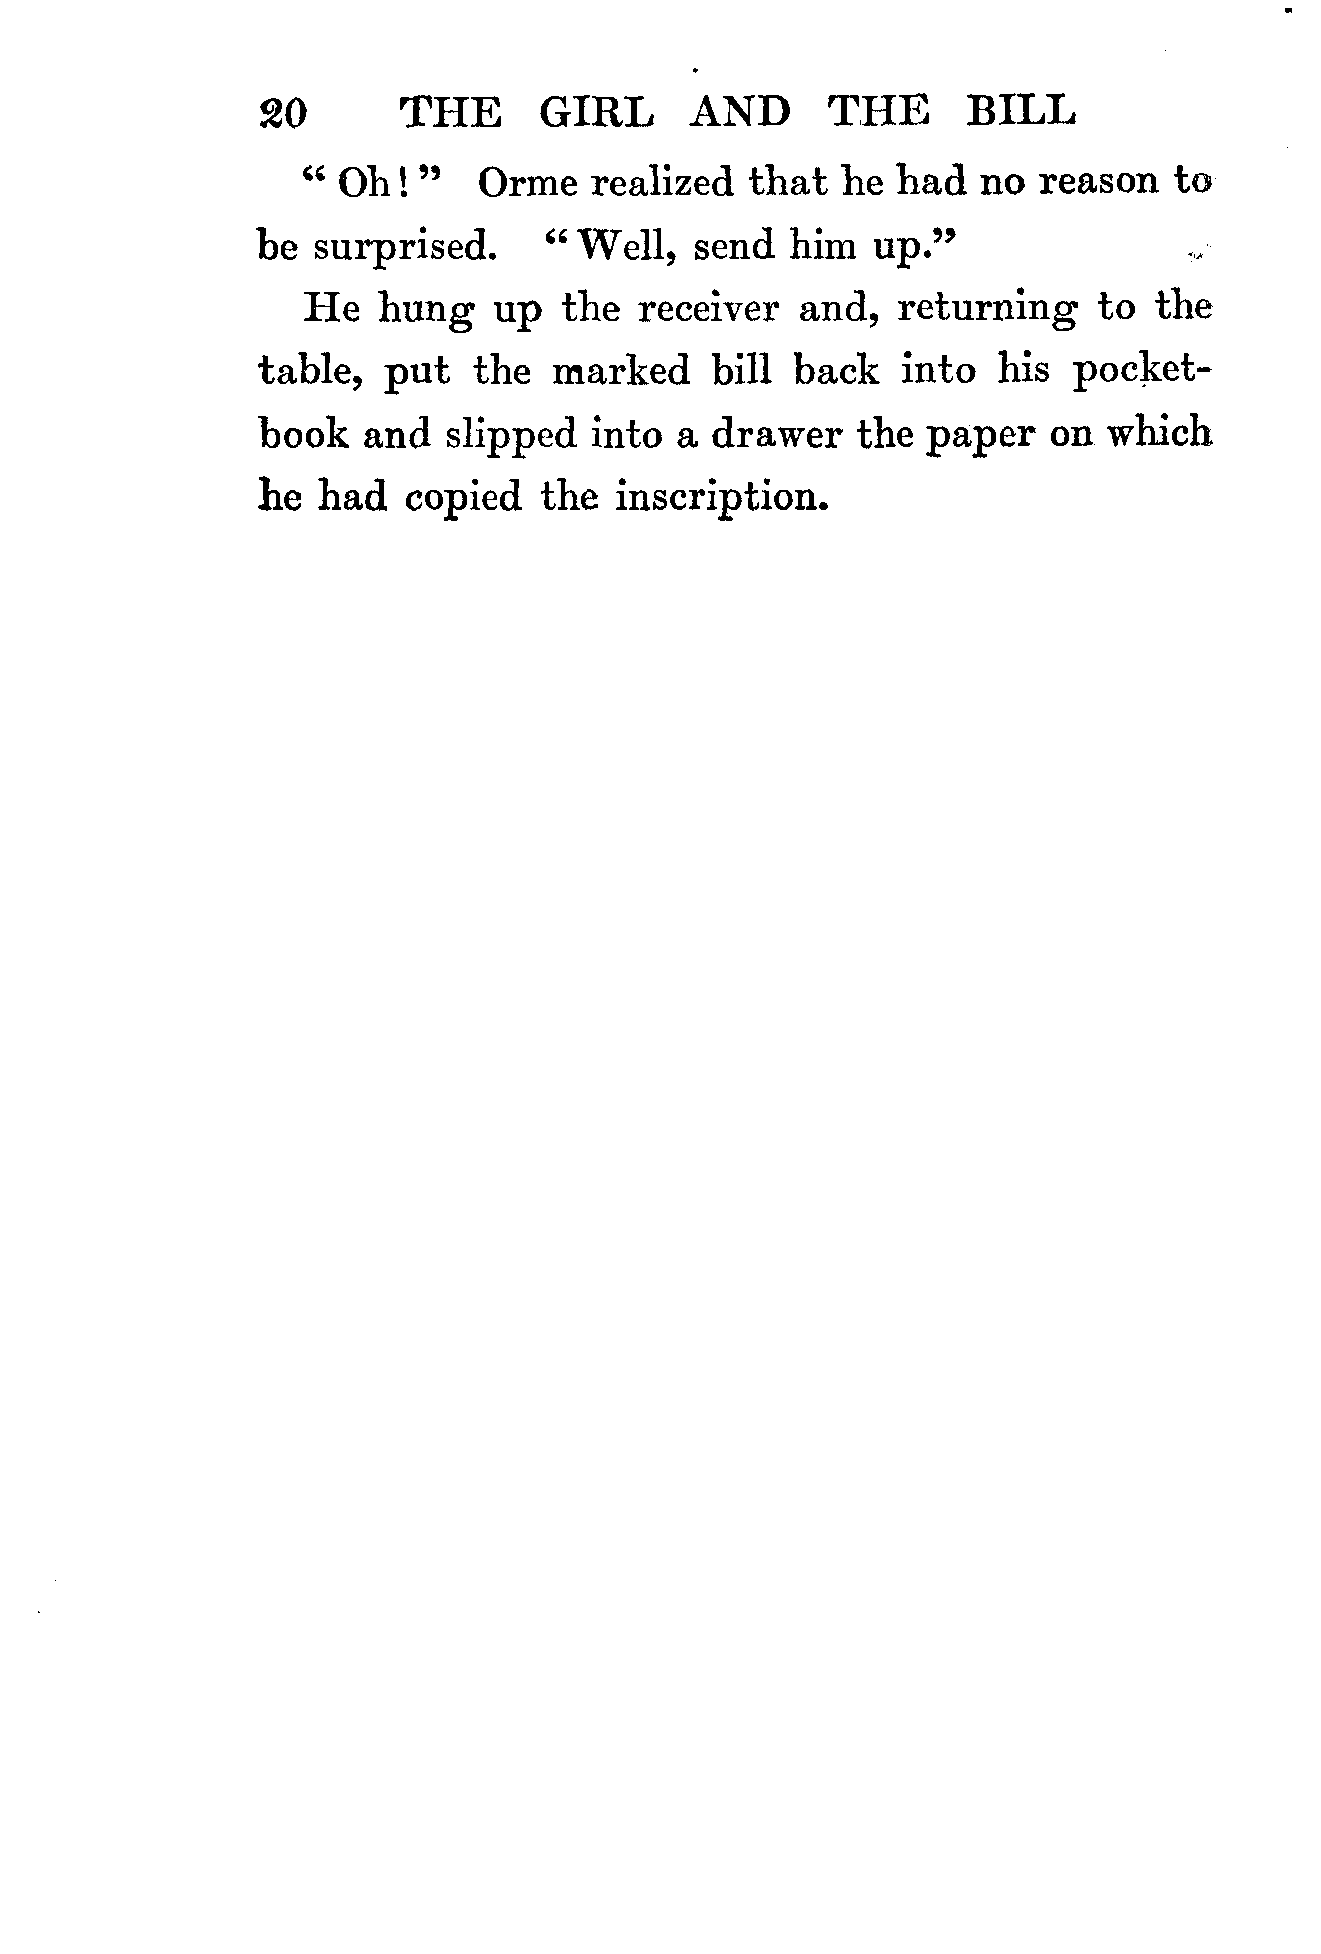 20 THE GIRL AND THE BILL
“ Oh! ” Orme realized that he had no reason to
be surprised. “ Well, send him up.”
He hung up the receiver and, returning to the
table, put the marked bill back into his pocket-
book and slipped into a drawer the paper on which
he had copied the inscription.